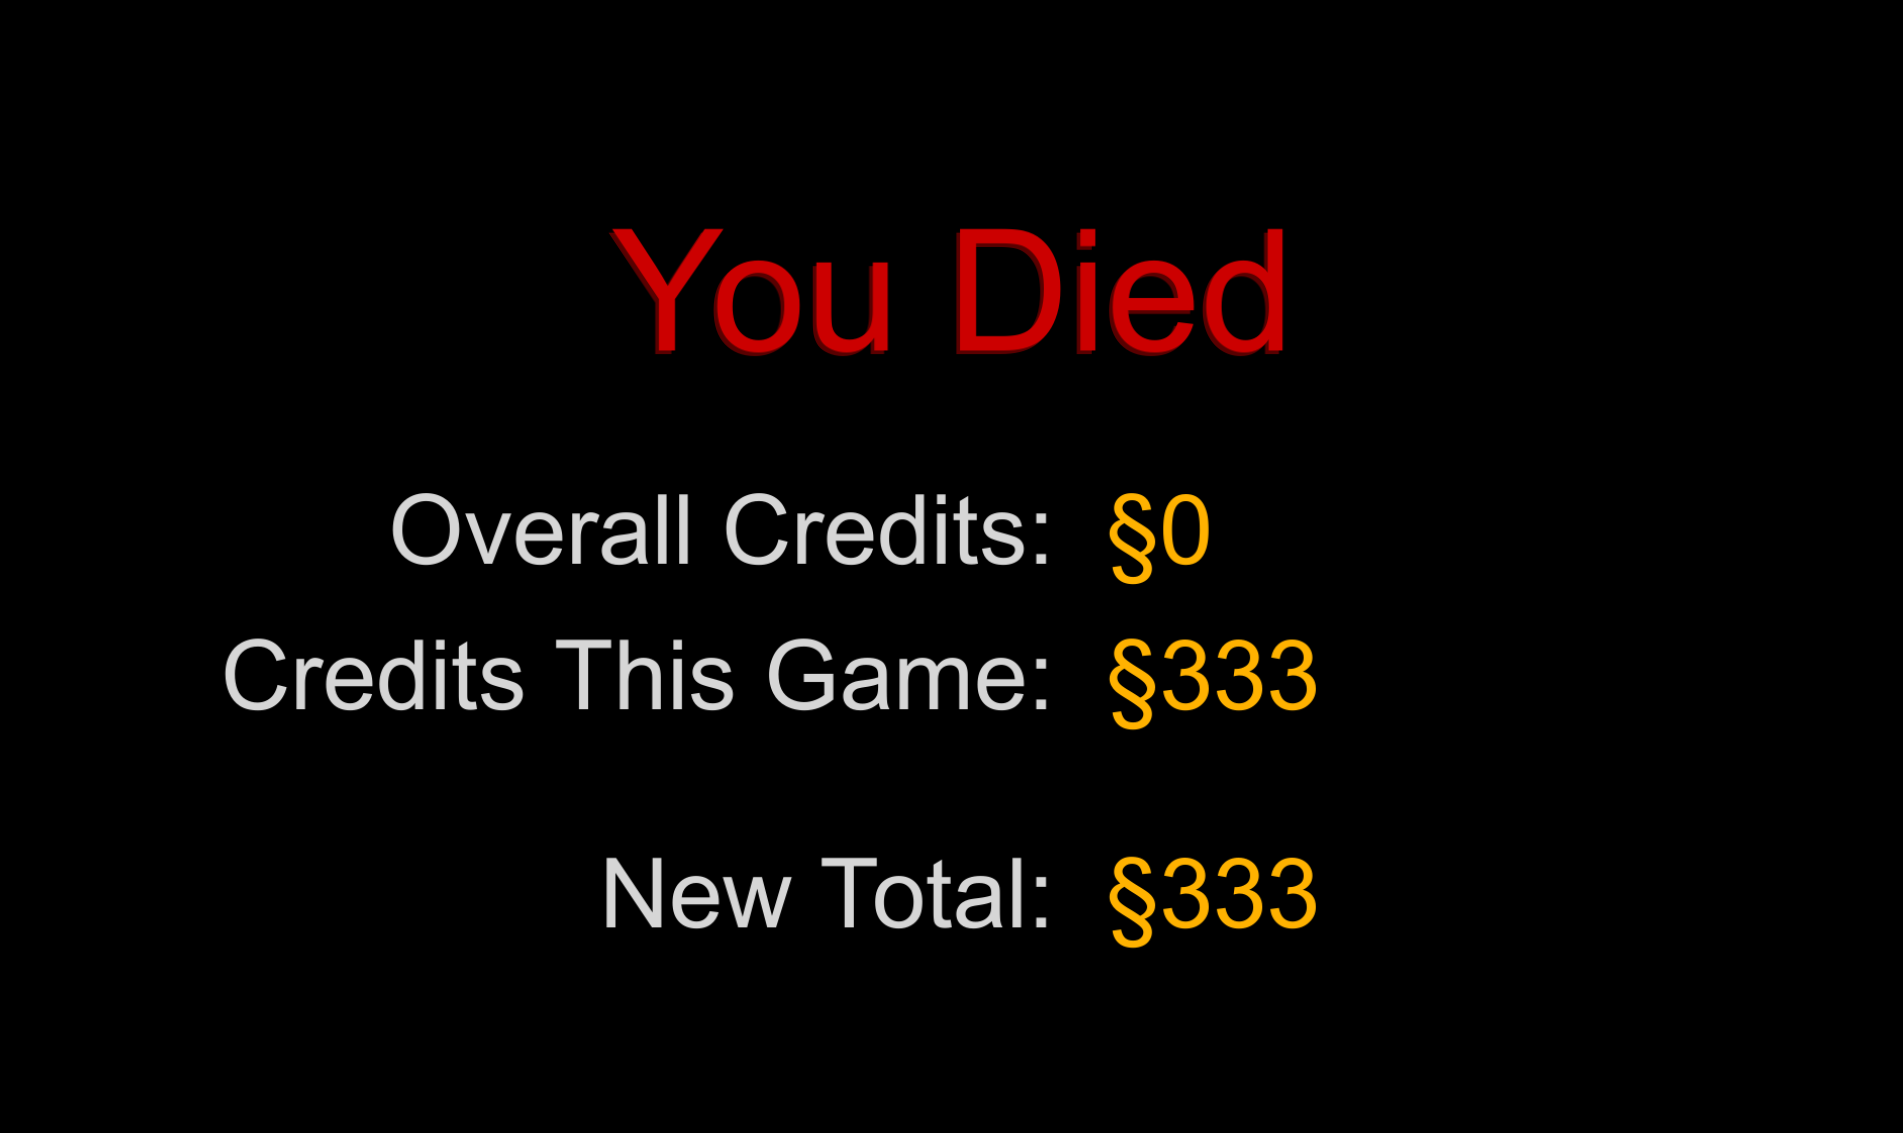 You Died
Overall Credits: §0
Credits This Game: §333
New Total: §333